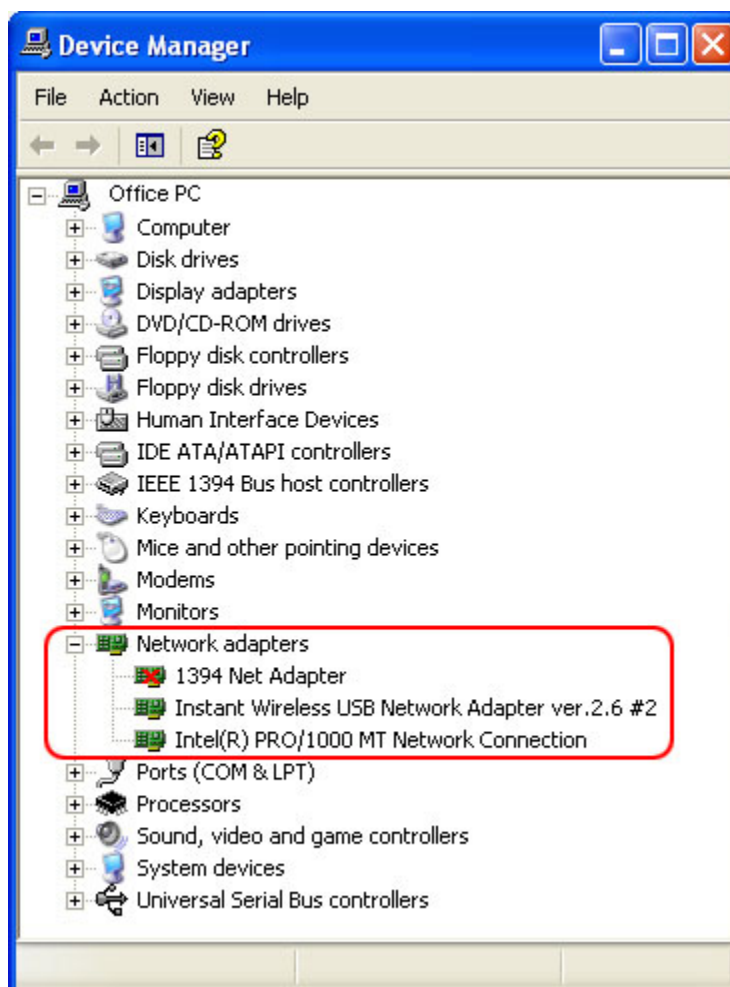 Device Manager
File Action View Help
Office PC
Computer
Disk drives
Display adapters
DVD/CD-ROM drives
Floppy disk controllers
Floppy disk drives
Human Interface Devices
IDE ATA/ATAPI controllers
IEEE 1394 Bus host controllers
Keyboards
Mice and other pointing devices
Modems
Monitors
Network adapters
1394 Net Adapter
Instant Wireless USB Network Adapter ver.2.6 #2
Intel(R) PRO/1000 MT Network Connection
Ports (COM & LPT)
Processors
Sound, video and game controllers
System devices
Universal Serial Bus controllers